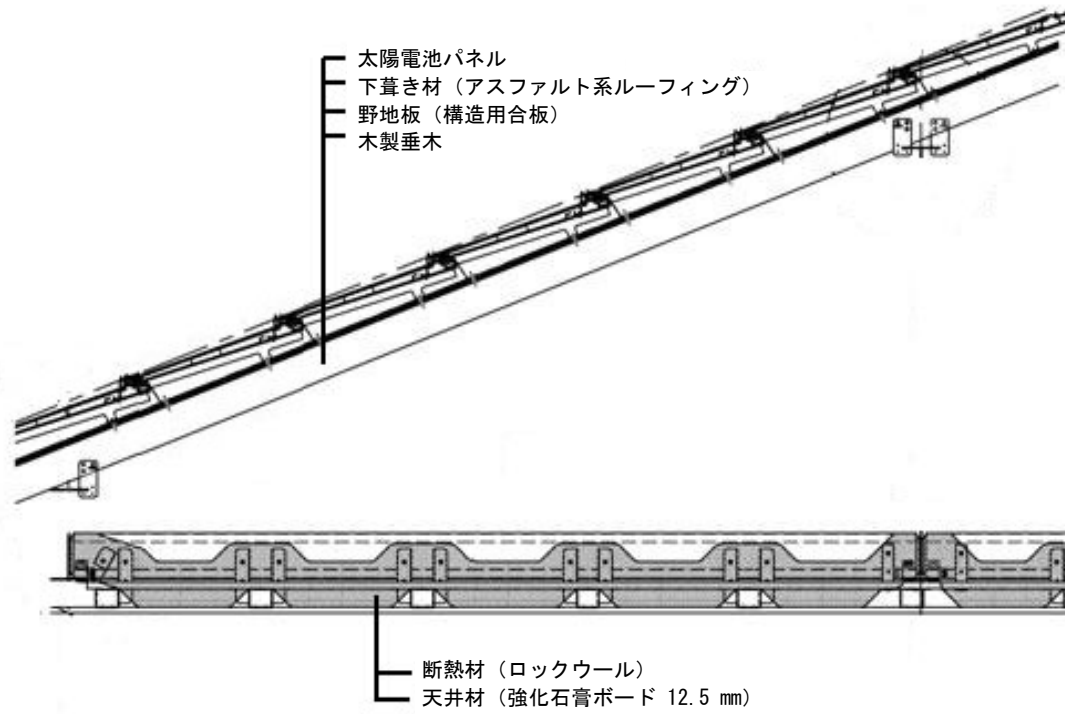 太陽電池パネル
下葺き材（アスファルト系ルーフィング）
野地板（構造用合板）
木製垂木
断熱材（ロックウール）
天井材（強化石膏ボード 12.5 mm）